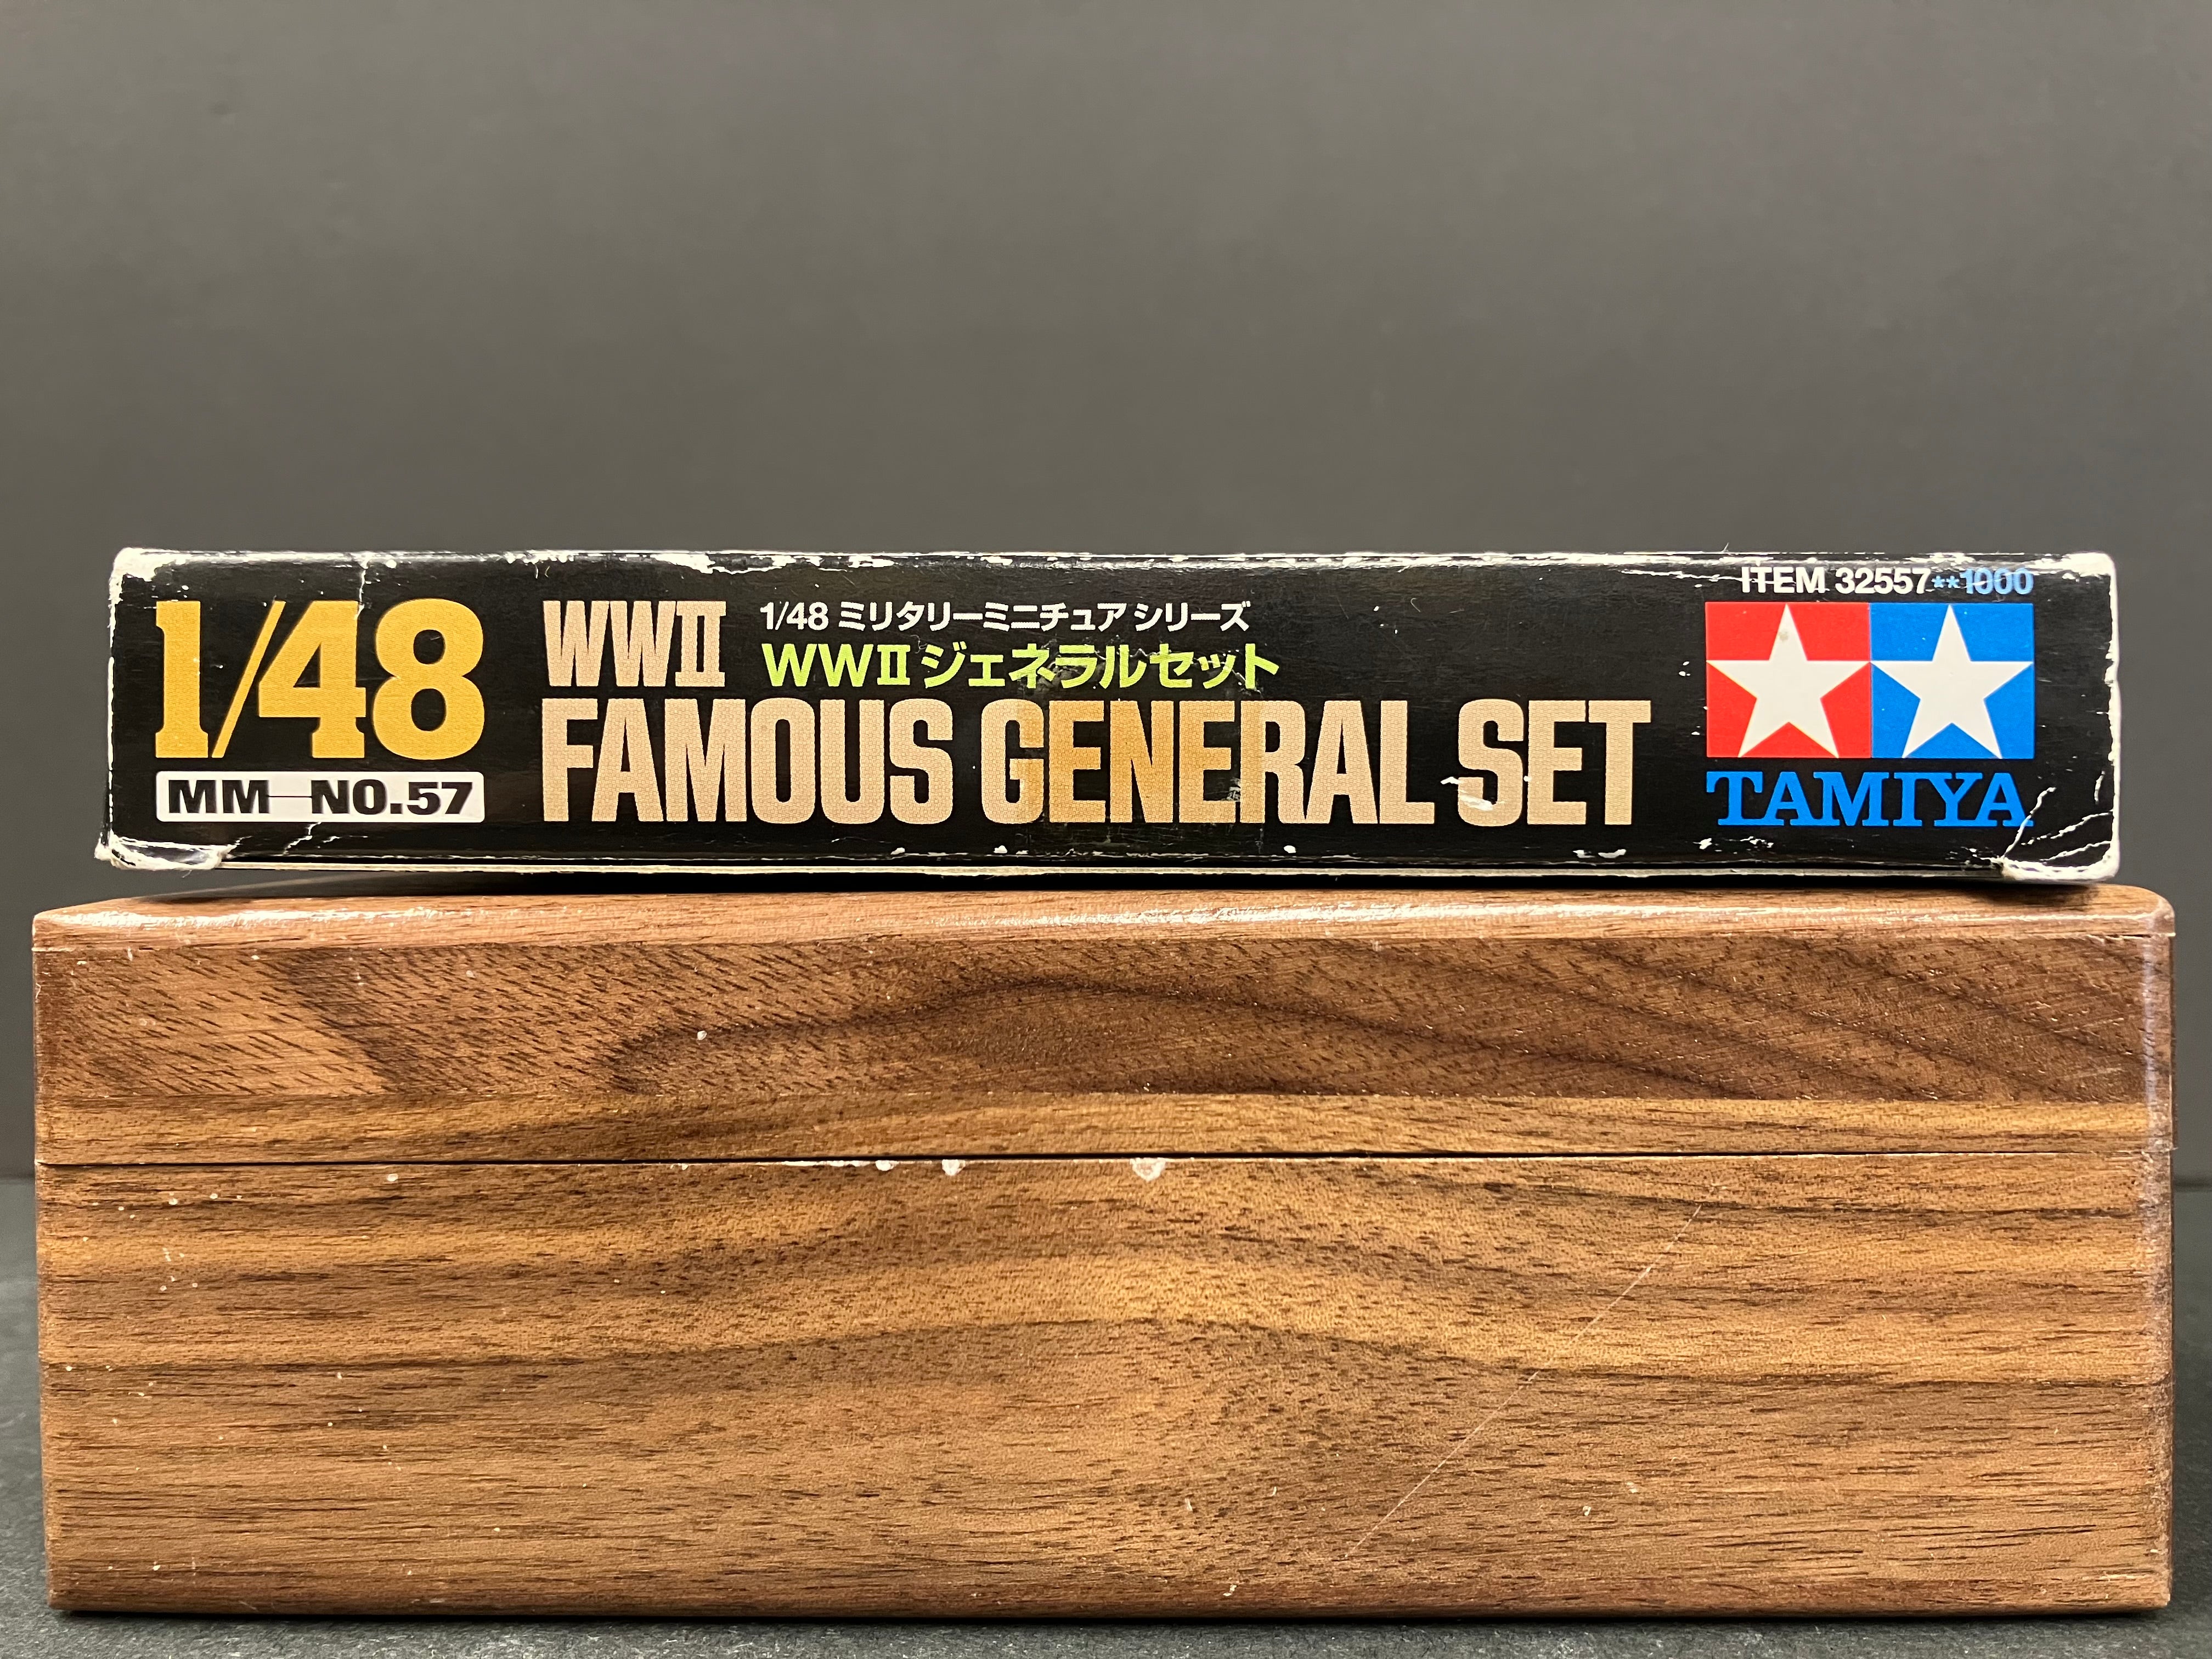 1/48
MM NO.57
WWII
1/48 ミリタリーミニチュア シリーズ
WWII ジェネラルセット
FAMOUS GENERAL SET
ITEM 32557**1000
TAMIYA